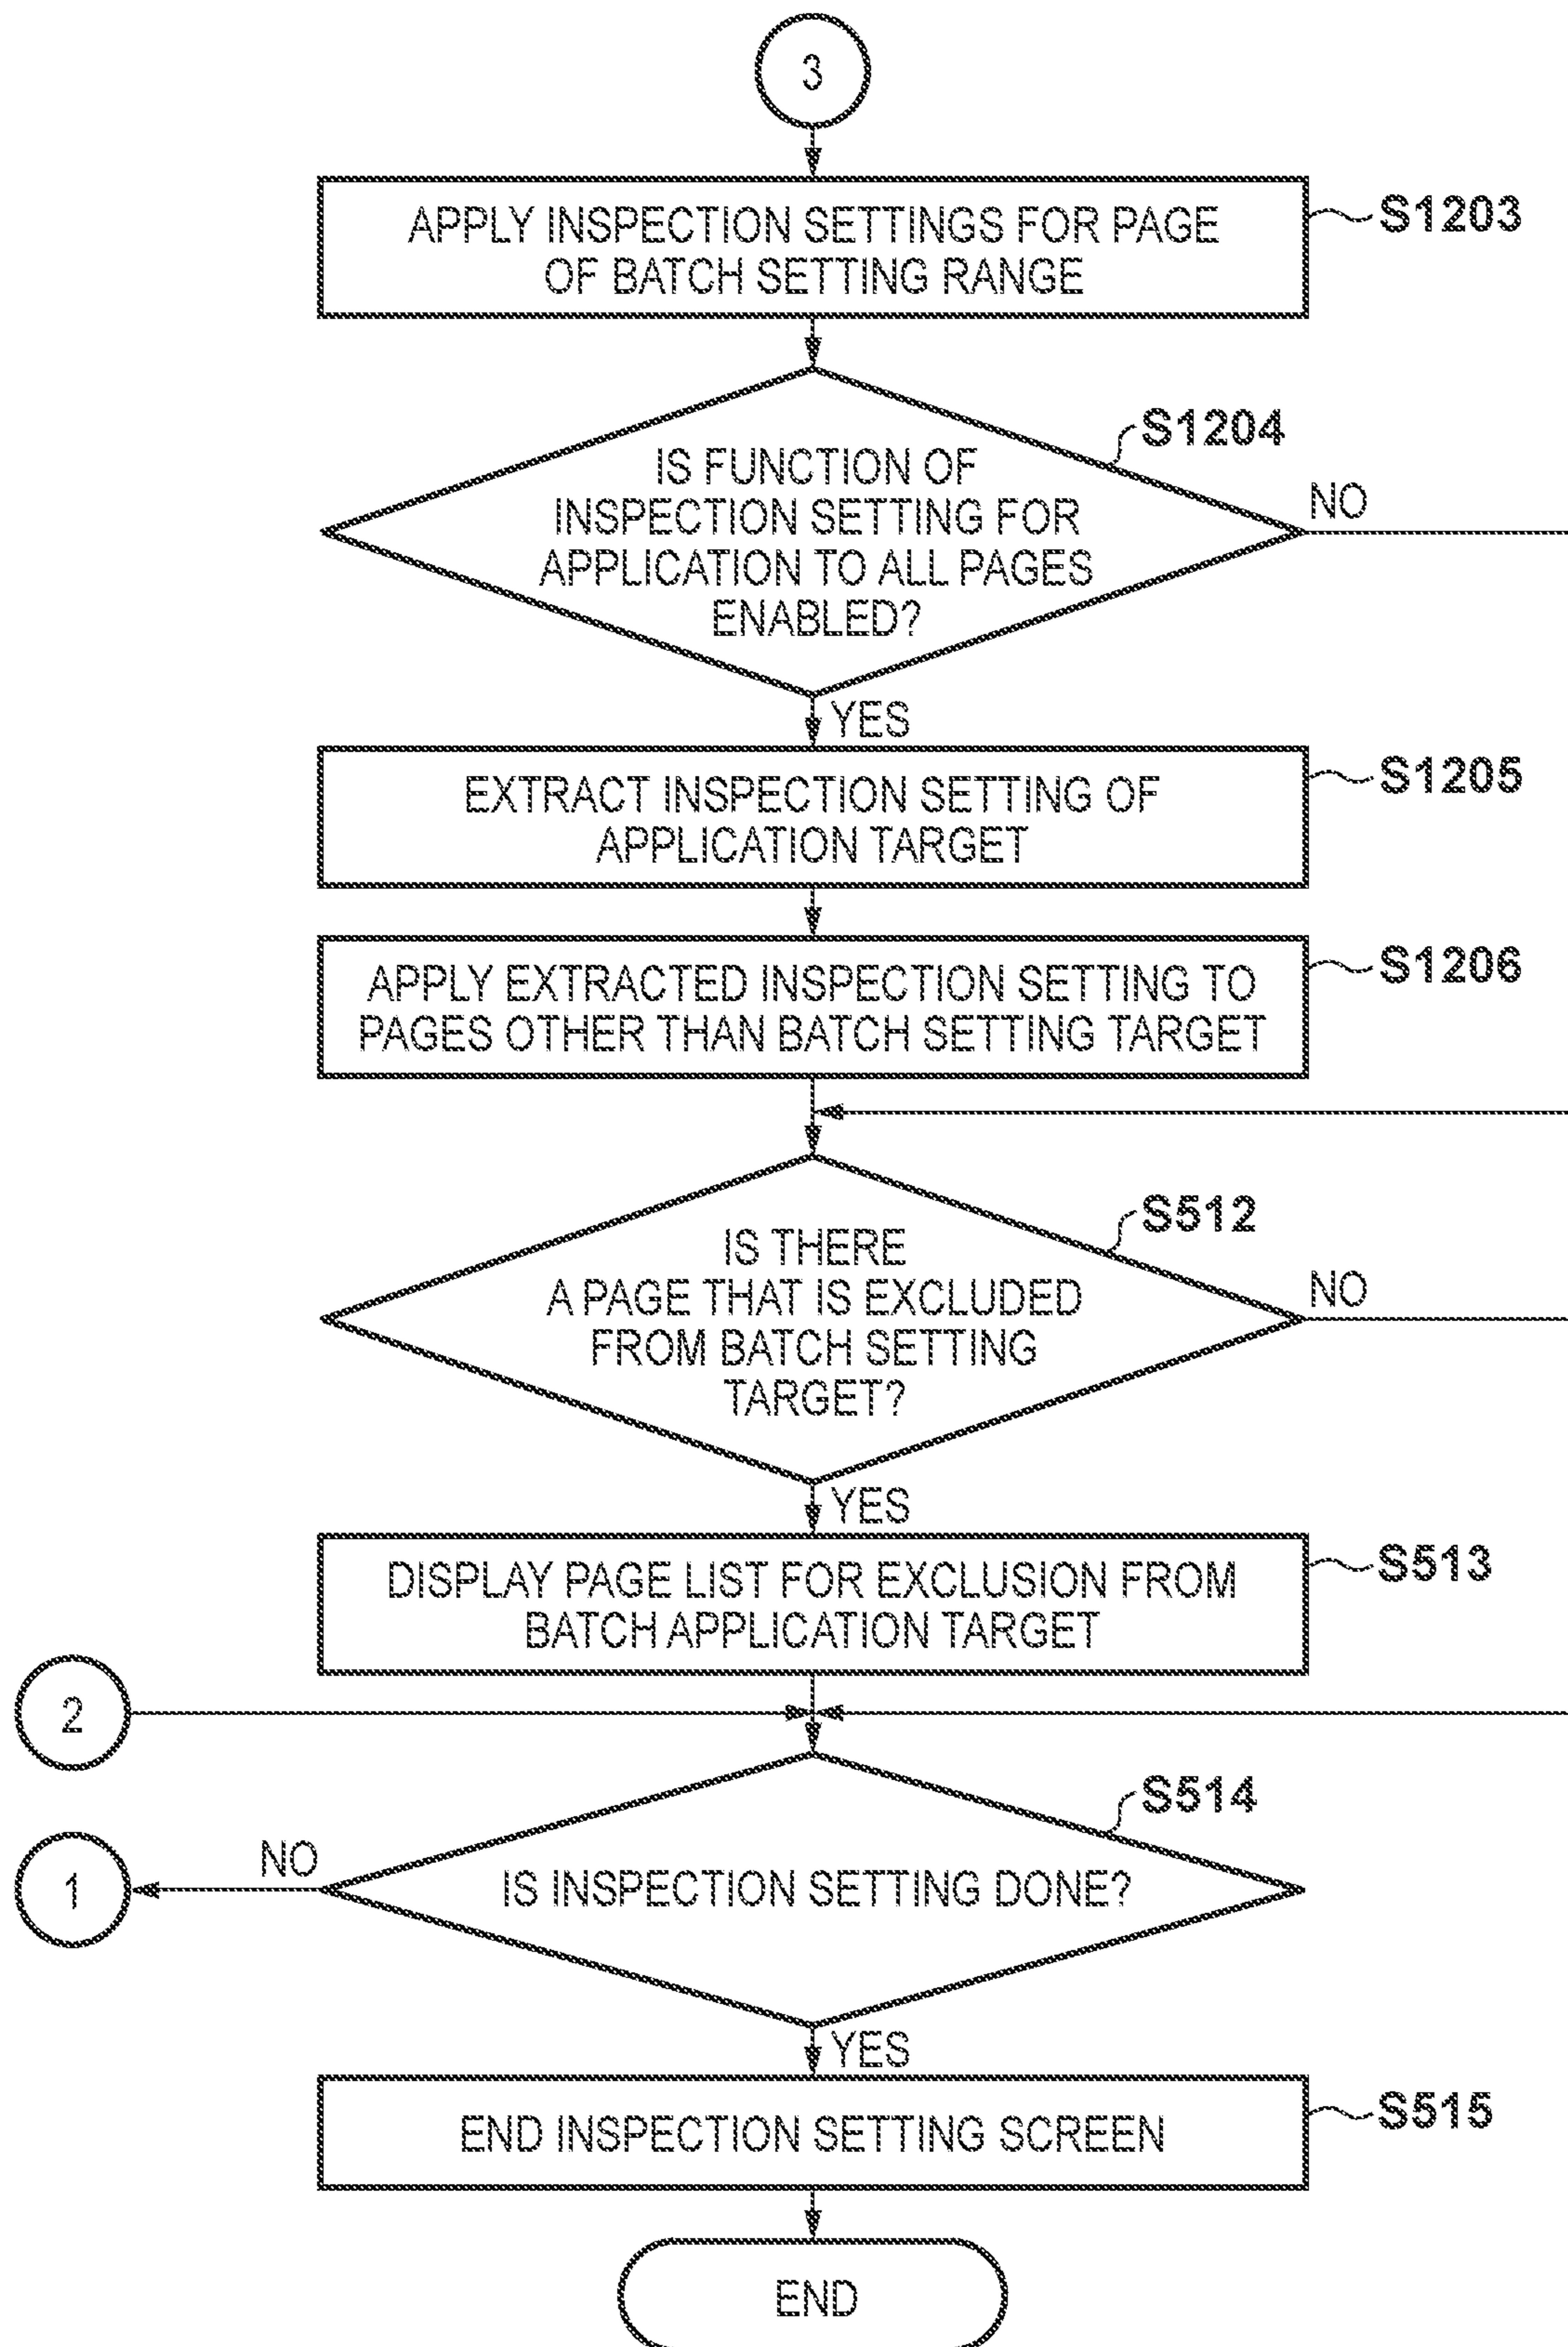 3
APPLY INSPECTION SETTINGS FOR PAGE
OF BATCH SETTING RANGE
S1203
S1204
IS FUNCTION OF
INSPECTION SETTING FOR
APPLICATION TO ALL PAGES
ENABLED?
NO
YES
EXTRACT INSPECTION SETTING OF
APPLICATION TARGET
S1205
APPLY EXTRACTED INSPECTION SETTING TO
PAGES OTHER THAN BATCH SETTING TARGET
S1206
S512
IS THERE
A PAGE THAT IS EXCLUDED
FROM BATCH SETTING
TARGET?
NO
YES
DISPLAY PAGE LIST FOR EXCLUSION FROM
BATCH APPLICATION TARGET
S513
2
S514
IS INSPECTION SETTING DONE?
NO
1
YES
END INSPECTION SETTING SCREEN
S515
END